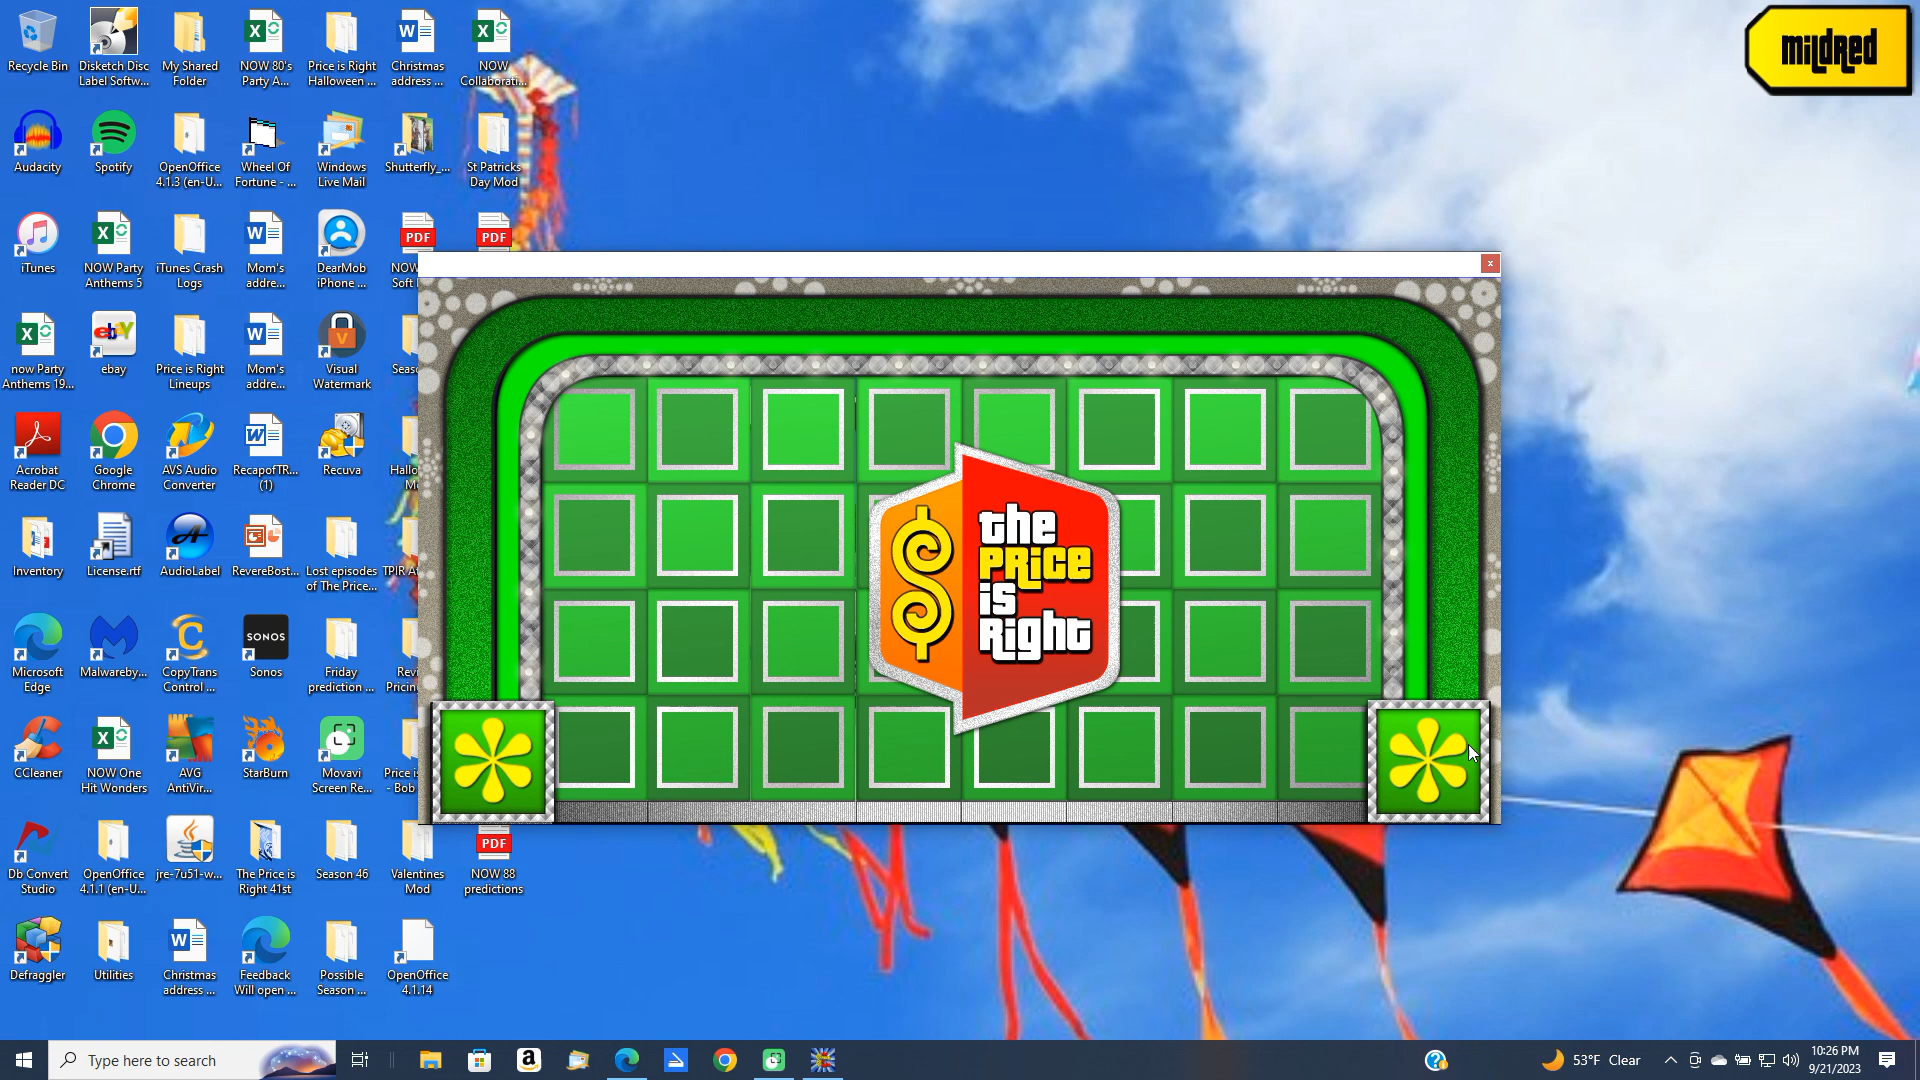 Recycle Bin
Disketch Disc
Label Softw...
My Shared
Folder
NOW 80's
Party A...
Price is Right
Halloween ...
Christmas
address ...
NOW
Collaborati...
mildred
Audacity
Spotify
OpenOffice
4.1.3 (en-U...
Wheel Of
Fortune - ...
Windows
Live Mail
Shutterfly_...
St Patricks
Day Mod
iTunes
NOW Party
Anthems 5
iTunes Crash
Logs
Mom's
addre...
DearMob
iPhone ...
PDF
NOW
Soft
PDF
now Party
Anthems 19...
ebay
ebay
Price is Right
Lineups
Mom's
addre...
Visual
Watermark
Acrobat
Reader DC
Google
Chrome
AVS Audio
Converter
RecapofTR...
(1)
Recuva
Inventory
License.rtf
AudioLabel
RevereBost...
Lost episodes
of The Price...
the
PRice
is
Right
Microsoft
Edge
Malwareby...
CopyTrans
Control ...
SONOS
Sonos
Friday
prediction ...
CCleaner
NOW One
Hit Wonders
AVG
AntiVir...
StarBurn
Movavi
Screen Re...
Price is
- Bob
Db Convert
Studio
OpenOffice
4.1.1 (en-U...
jre-7u51-w...
The Price is
Right 41st
Season 46
Valentines
Mod
PDF
NOW 88
predictions
Defraggler
Utilities
Christmas
address ...
Feedback
Will open ...
Possible
Season ...
OpenOffice
4.1.14
Type here to search
53°F Clear
10:26 PM
9/21/2023